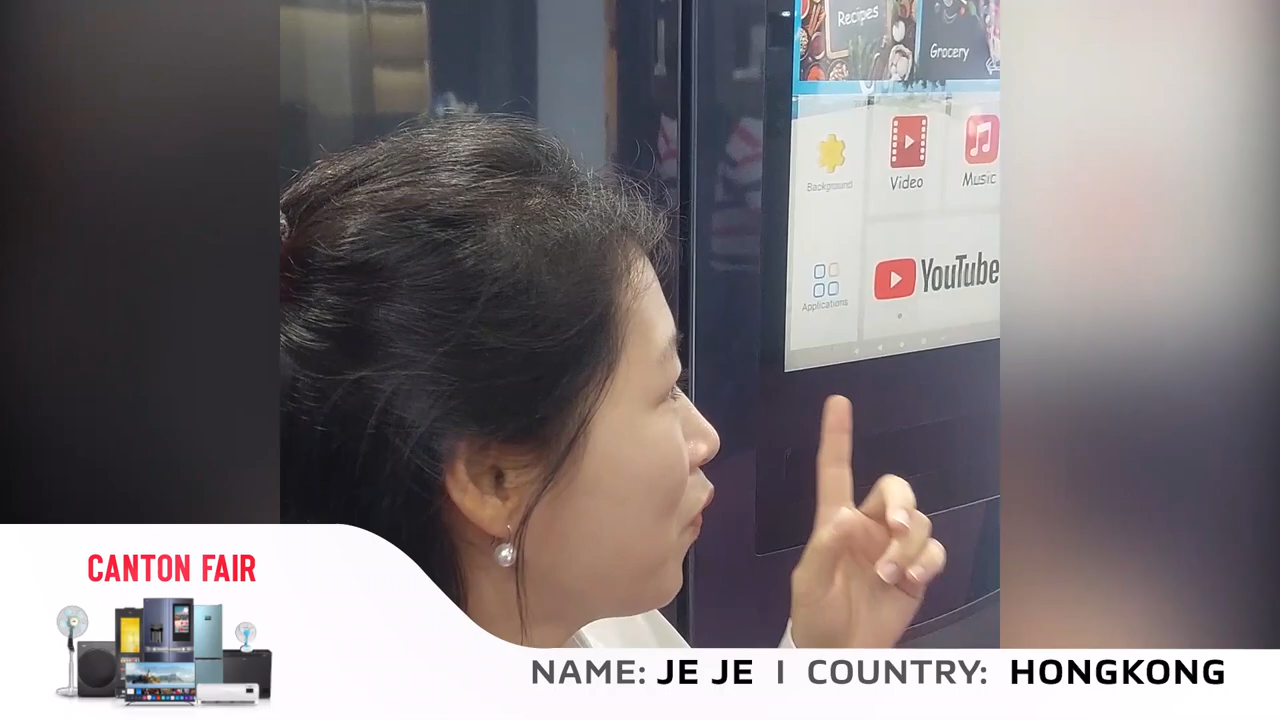 Recipes
Grocery
Background
Video
Music
Applications
YouTube
CANTON FAIR
NAME: JE JE | COUNTRY: HONGKONG